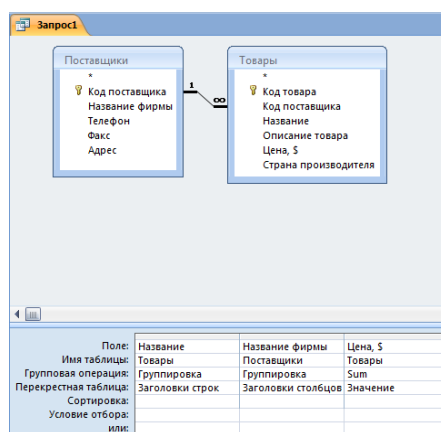 Запрос1
Поставщики
*
Код поставщика
Название фирмы
Телефон
Факс
Адрес
1
∞
Товары
*
Код товара
Код поставщика
Название
Описание товара
Цена, $
Страна производителя
Поле: Название Название фирмы Цена, $
Имя таблицы: Товары Поставщики Товары
Групповая операция: Группировка Группировка Sum
Перекрестная таблица: Заголовки строк Заголовки столбцов Значение
Сортировка:
Условие отбора:
или: